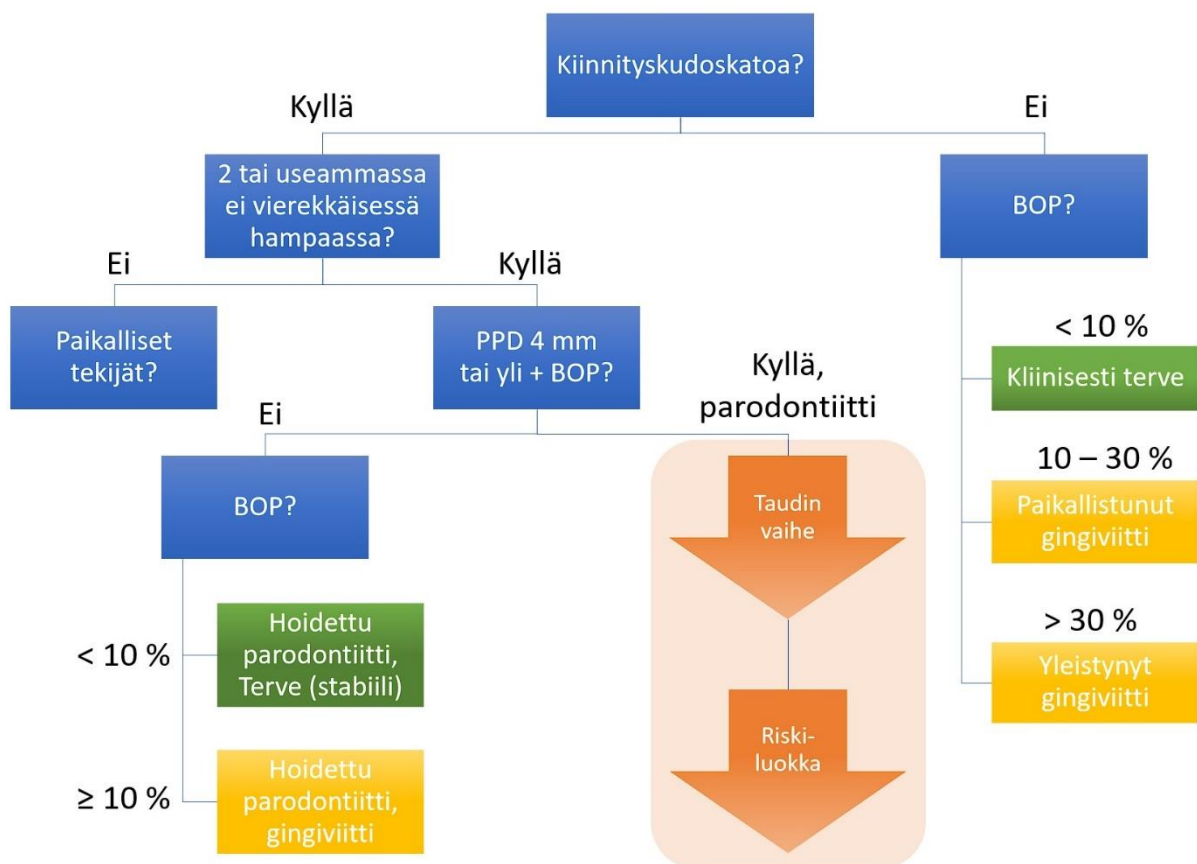 Kiinnityskudoskatoa?
Kyllä
Ei
2 tai useammassa
ei vierekkäisessä
hampaassa?
BOP?
Ei
Kyllä
Paikalliset
tekijät?
PPD 4 mm
tai yli + BOP?
Kyllä,
parodontiitti
< 10 %
Kliinisesti terve
Ei
BOP?
Taudin
vaihe
10 – 30 %
Paikallistunut
gingiviitti
< 10 %
Hoidettu
parodontiitti,
Terve (stabiili)
> 30 %
Yleistynyt
gingiviitti
≥ 10 %
Hoidettu
parodontiitti,
gingiviitti
Riski-
luokka